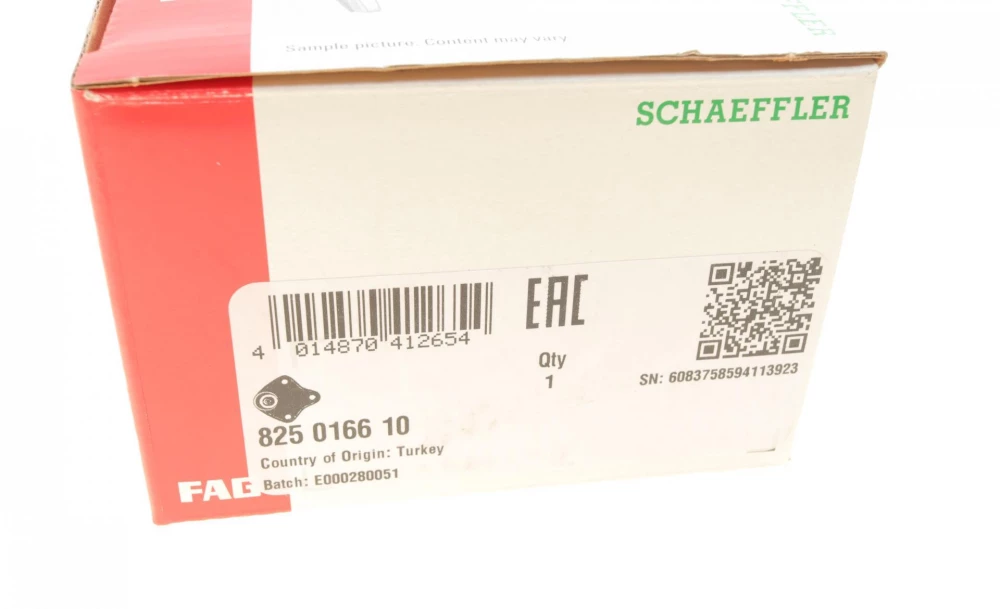 Sample picture. Content may vary
SCHAEFFLER
EAC
4 014870 412654
Qty
1
SN: 6083758594113923
825 0166 10
Country of Origin: Turkey
Batch: E000280051
FAG